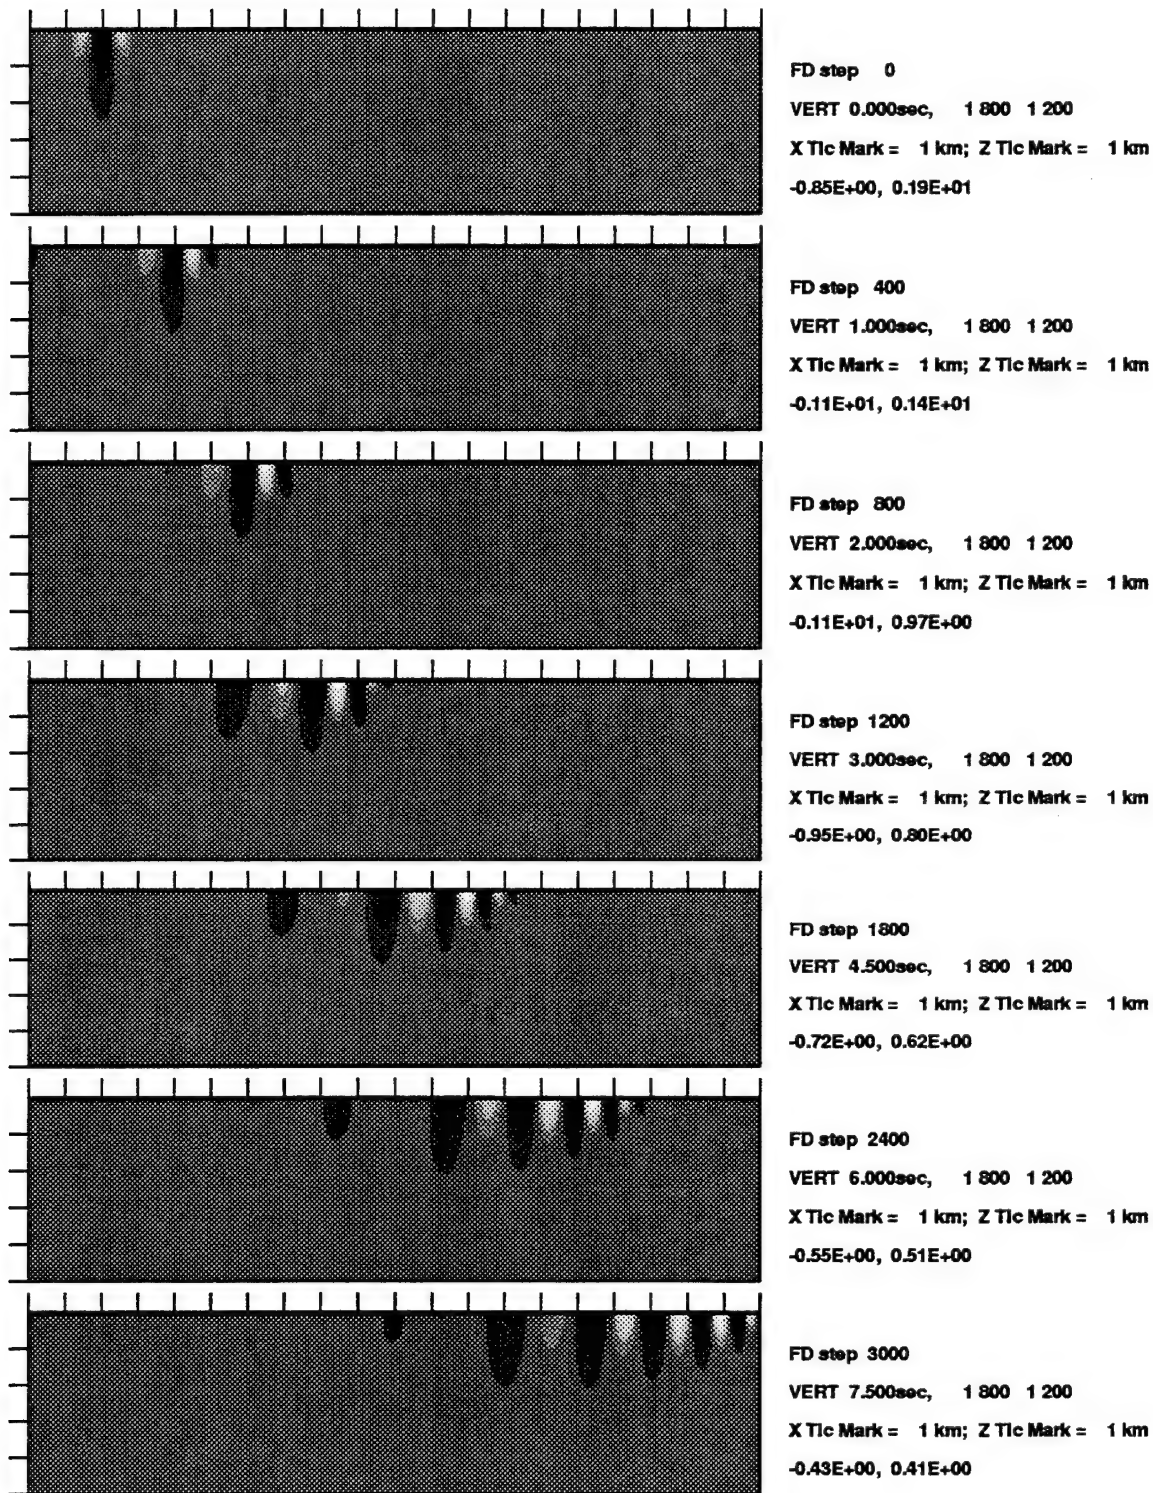 FD step 0
VERT 0.000sec, 1 800 1 200
X Tic Mark = 1 km; Z Tic Mark = 1 km
-0.85E+00, 0.19E+01
FD step 400
VERT 1.000sec, 1 800 1 200
X Tic Mark = 1 km; Z Tic Mark = 1 km
-0.11E+01, 0.14E+01
FD step 800
VERT 2.000sec, 1 800 1 200
X Tic Mark = 1 km; Z Tic Mark = 1 km
-0.11E+01, 0.97E+00
FD step 1200
VERT 3.000sec, 1 800 1 200
X Tic Mark = 1 km; Z Tic Mark = 1 km
-0.95E+00, 0.80E+00
FD step 1800
VERT 4.500sec, 1 800 1 200
X Tic Mark = 1 km; Z Tic Mark = 1 km
-0.72E+00, 0.62E+00
FD step 2400
VERT 6.000sec, 1 800 1 200
X Tic Mark = 1 km; Z Tic Mark = 1 km
-0.55E+00, 0.51E+00
FD step 3000
VERT 7.500sec, 1 800 1 200
X Tic Mark = 1 km; Z Tic Mark = 1 km
-0.43E+00, 0.41E+00